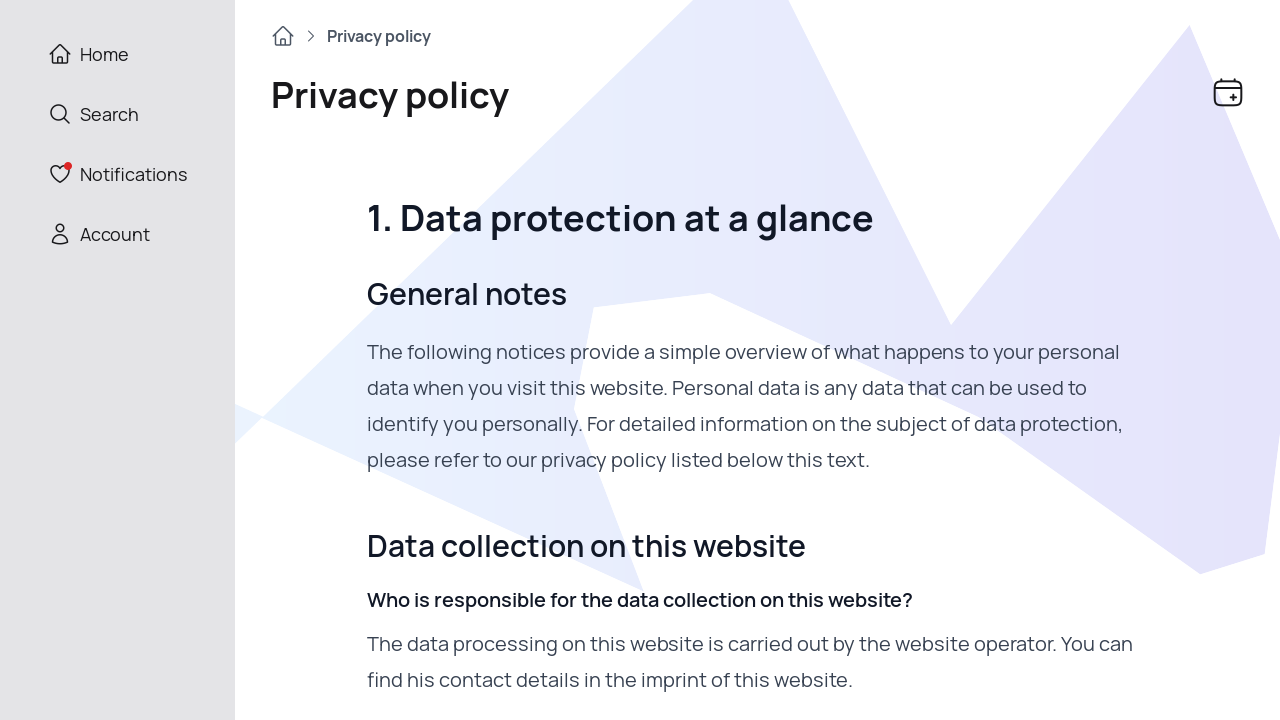 Home
Search
Notifications
Account
Privacy policy
Privacy policy
1. Data protection at a glance
General notes
The following notices provide a simple overview of what happens to your personal
data when you visit this website. Personal data is any data that can be used to
identify you personally. For detailed information on the subject of data protection,
please refer to our privacy policy listed below this text.
Data collection on this website
Who is responsible for the data collection on this website?
The data processing on this website is carried out by the website operator. You can
find his contact details in the imprint of this website.